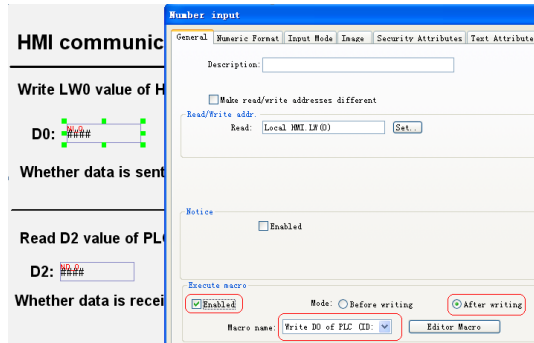 HMI communic
Write LW0 value of H
D0:
####
Whether data is sent
Read D2 value of PL
D2:
####
Whether data is recei
Number input
General Numeric Format Input Mode Image Security Attributes Text Attribute
Description:
Make read/write addresses different
Read/Write addr.
Read: Local HMI.LW(0) Set..
Notice
Enabled
Execute macro
Enabled Mode: Before writing After writing
Macro name: Write D0 of PLC (ID: Editor Macro